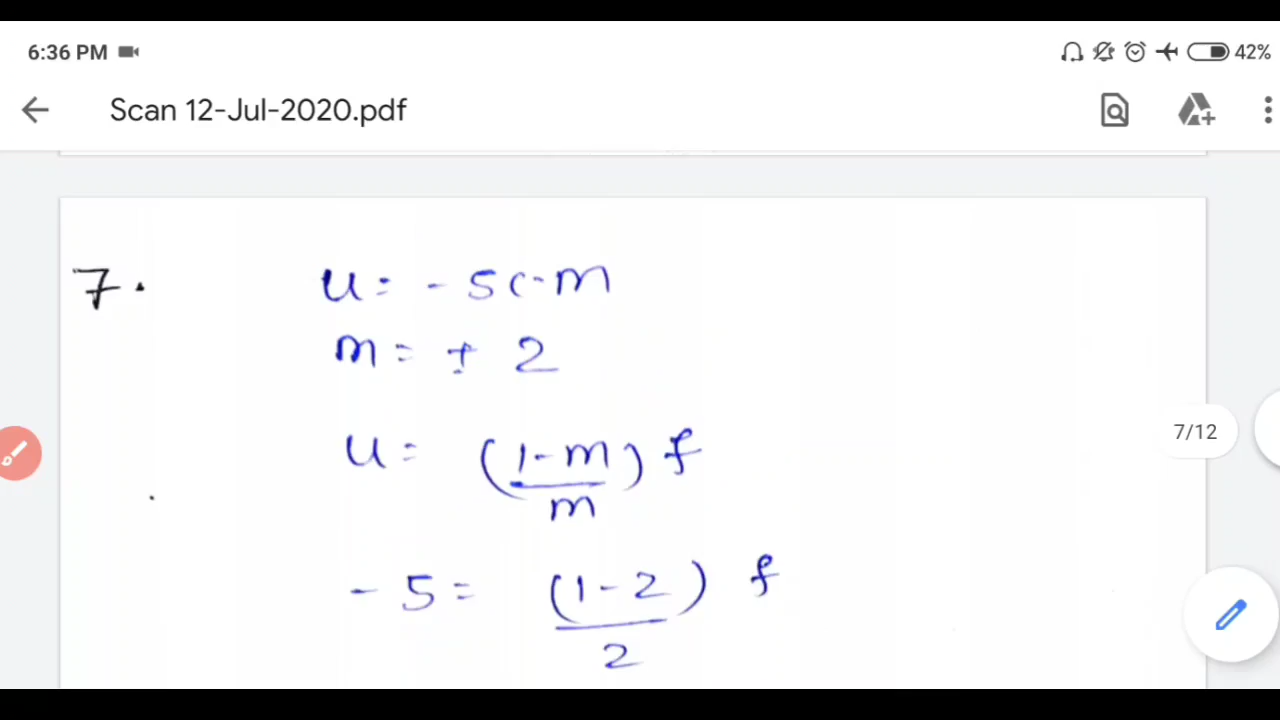 6:36 PM 42%
Scan 12-Jul-2020.pdf
7. u = - 5 c.m
m = + 2
u = (1-m/m) f
7/12
- 5 = (1-2/2) f